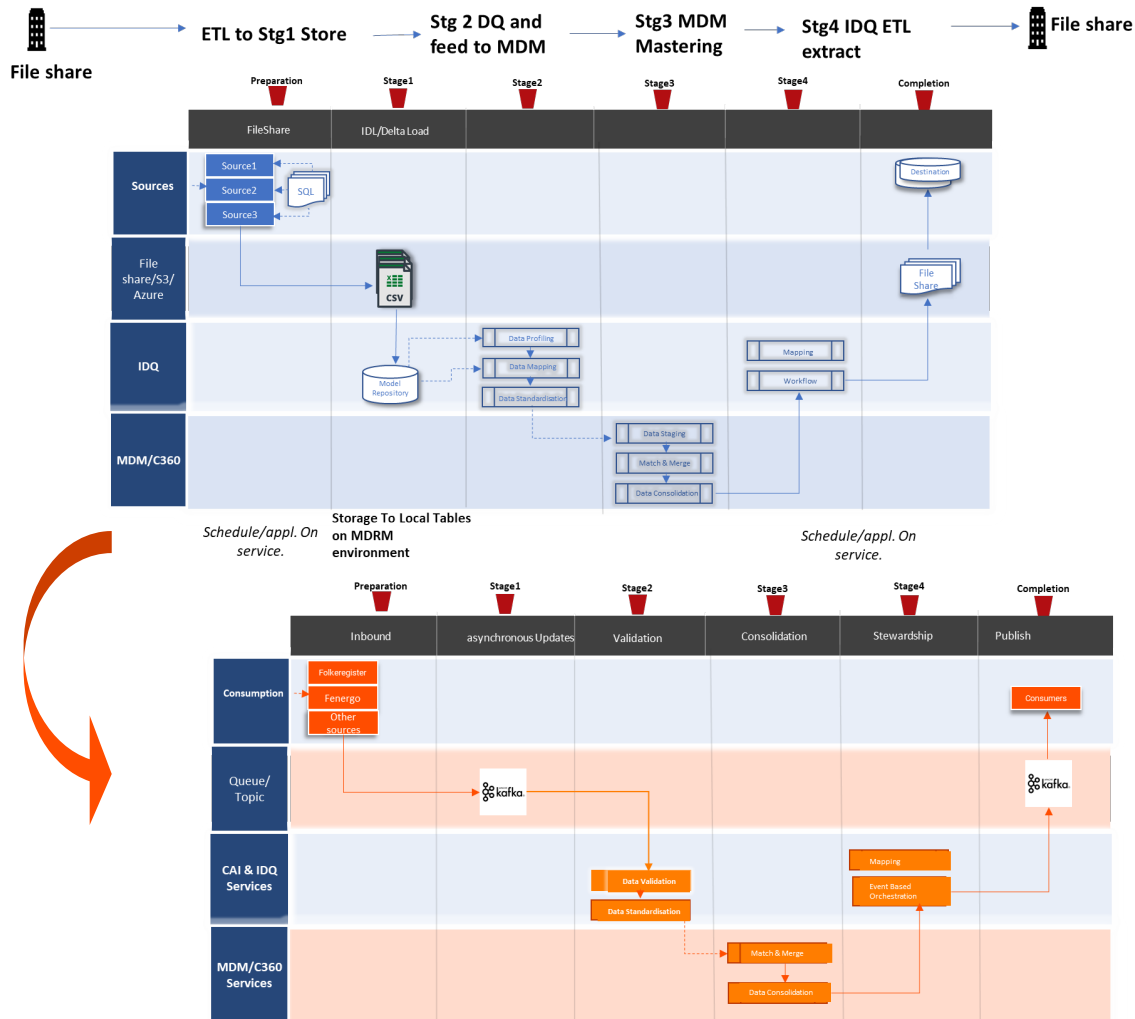 File share
ETL to Stg1 Store
Stg 2 DQ and
feed to MDM
Stg3 MDM
Mastering
Stg4 IDQ ETL
extract
File share
Preparation
Stage1
Stage2
Stage3
Stage4
Completion
FileShare
IDL/Delta Load
Sources
Source1
Source2
Source3
SQL
Destination
File
share/S3/
Azure
CSV
File
Share
IDQ
Model
Repository
Data Profiling
Data Mapping
Data Standardisation
Mapping
Workflow
MDM/C360
Data Staging
Match & Merge
Data Consolidation
Schedule/appl. On
service.
Storage To Local Tables
on MDRM
environment
Schedule/appl. On
service.
Preparation
Stage1
Stage2
Stage3
Stage4
Completion
Inbound
asynchronous Updates
Validation
Consolidation
Stewardship
Publish
Consumption
Folkeregister
Fenergo
Other
sources
Consumers
Queue/
Topic
kafka
kafka
CAI & IDQ
Services
Data Validation
Data Standardisation
Mapping
Event Based
Orchestration
MDM/C360
Services
Match & Merge
Data Consolidation